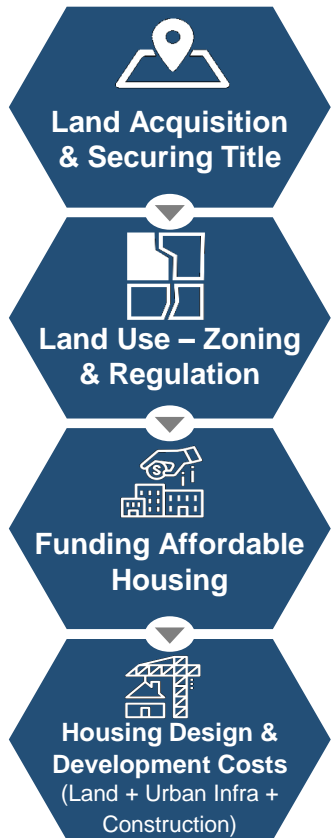 Land Acquisition
& Securing Title
Land Use – Zoning
& Regulation
$
Funding Affordable
Housing
Housing Design &
Development Costs
(Land + Urban Infra +
Construction)